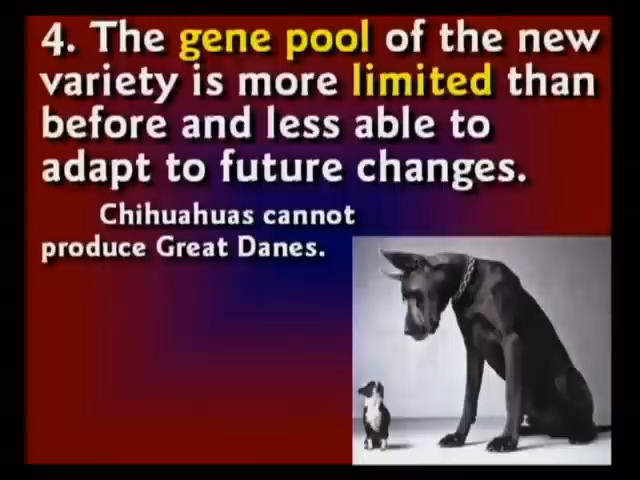 4. The gene pool of the new
variety is more limited than
before and less able to
adapt to future changes.
Chihuahuas cannot
produce Great Danes.